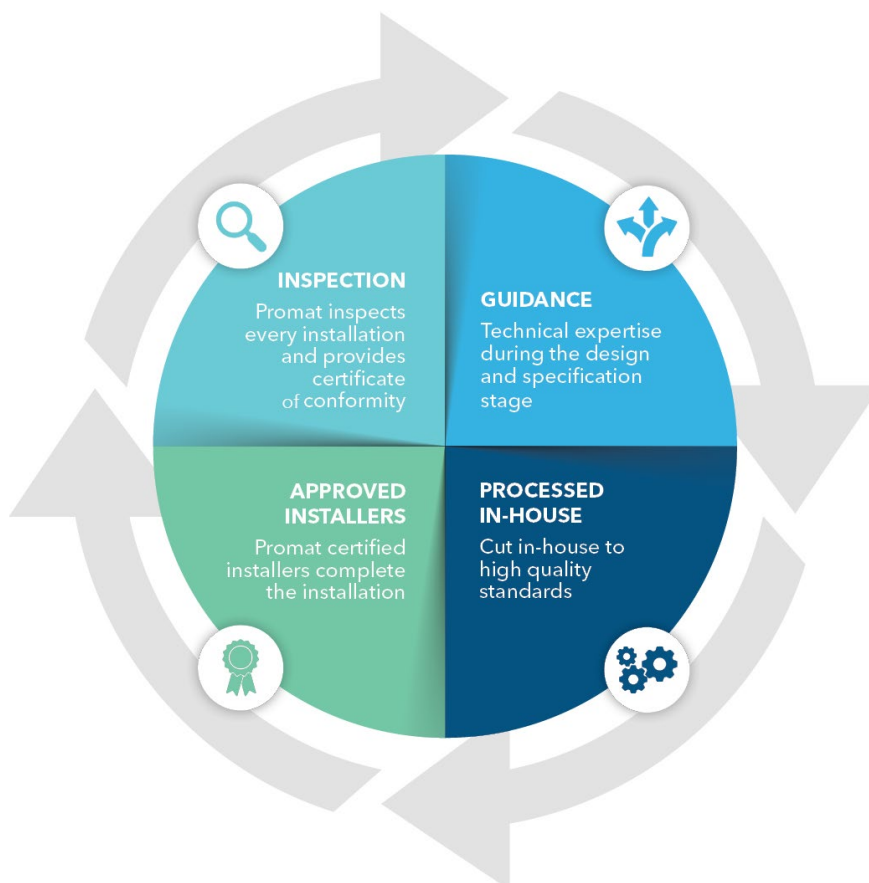 INSPECTION
Promat inspects
every installation
and provides
certificate
of conformity
GUIDANCE
Technical expertise
during the design
and specification
stage
APPROVED
INSTALLERS
Promat certified
installers complete
the installation
PROCESSED
IN-HOUSE
Cut in-house to
high quality
standards